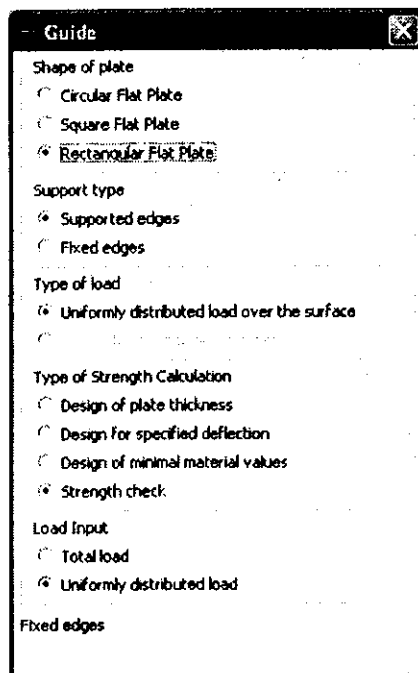 Guide
Shape of plate
Circular Flat Plate
Square Flat Plate
Rectangular Flat Plate
Support type
Supported edges
Fixed edges
Type of load
Uniformly distributed load over the surface
Type of Strength Calculation
Design of plate thickness
Design for specified deflection
Design of minimal material values
Strength check
Load Input
Total load
Uniformly distributed load
Fixed edges